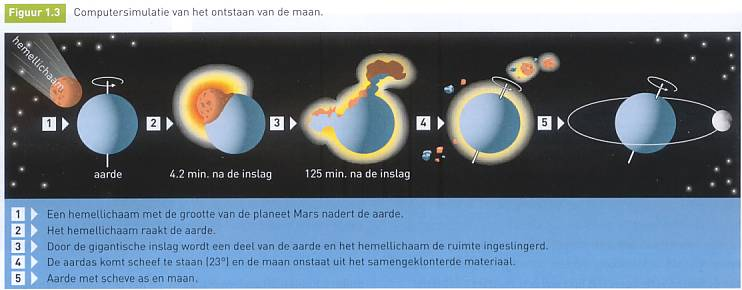 Figuur 1.3 Computersimulatie van het ontstaan van de maan.
hemellichaam
1 2 3 4 5
aarde 4.2 min. na de inslag 125 min. na de inslag
1 Een hemellichaam met de grootte van de planeet Mars nadert de aarde.
2 Het hemellichaam raakt de aarde.
3 Door de gigantische inslag wordt een deel van de aarde en het hemellichaam de ruimte ingeslingerd.
4 De aardas komt scheef te staan (23°) en de maan onstaat uit het samengeklonterde materiaal.
5 Aarde met scheve as en maan.